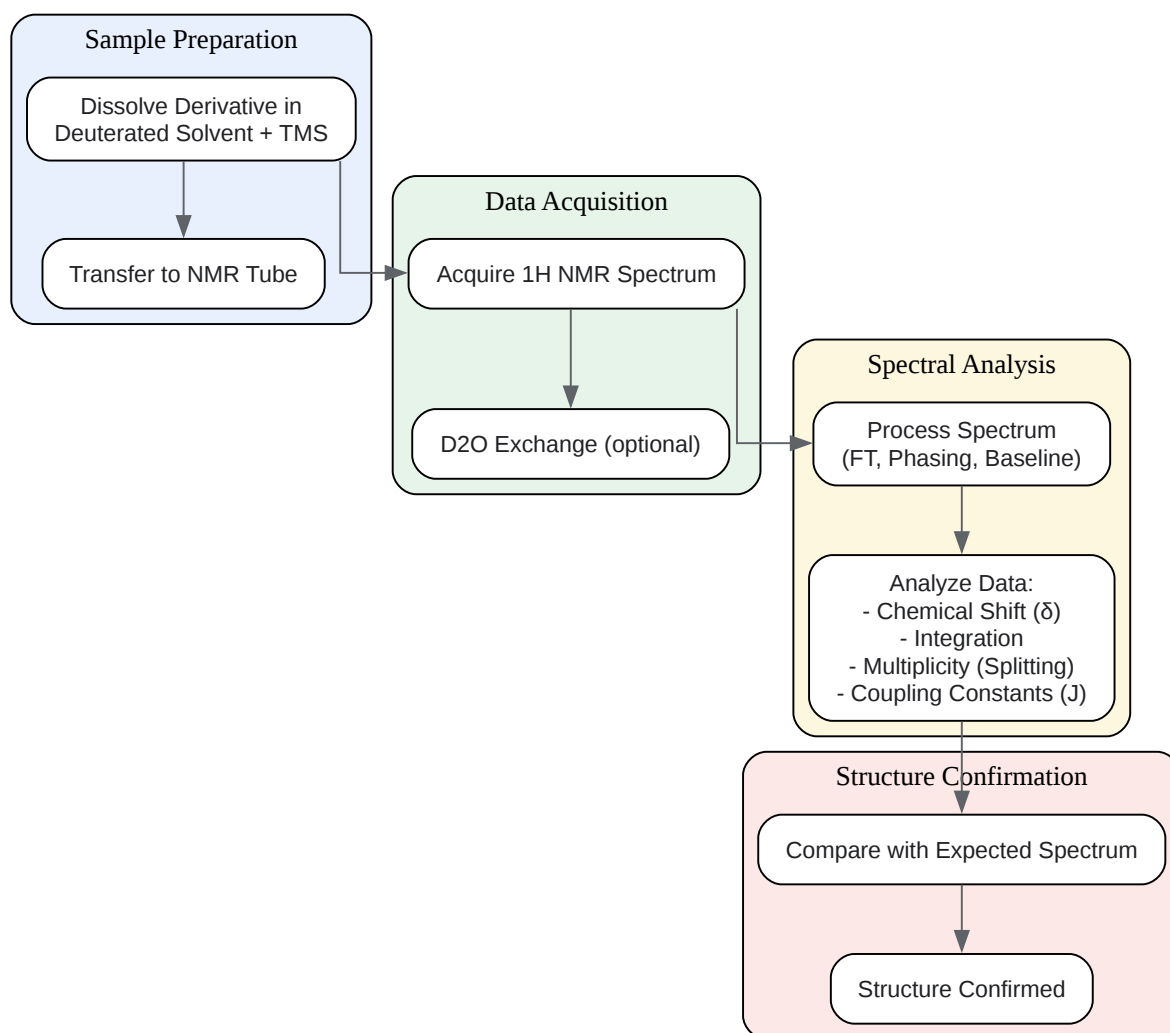 Sample Preparation
Dissolve Derivative in
Deuterated Solvent + TMS
Transfer to NMR Tube
Data Acquisition
Acquire 1H NMR Spectrum
D2O Exchange (optional)
Spectral Analysis
Process Spectrum
(FT, Phasing, Baseline)
Analyze Data:
- Chemical Shift (δ)
- Integration
- Multiplicity (Splitting)
- Coupling Constants (J)
Structure Confirmation
Compare with Expected Spectrum
Structure Confirmed